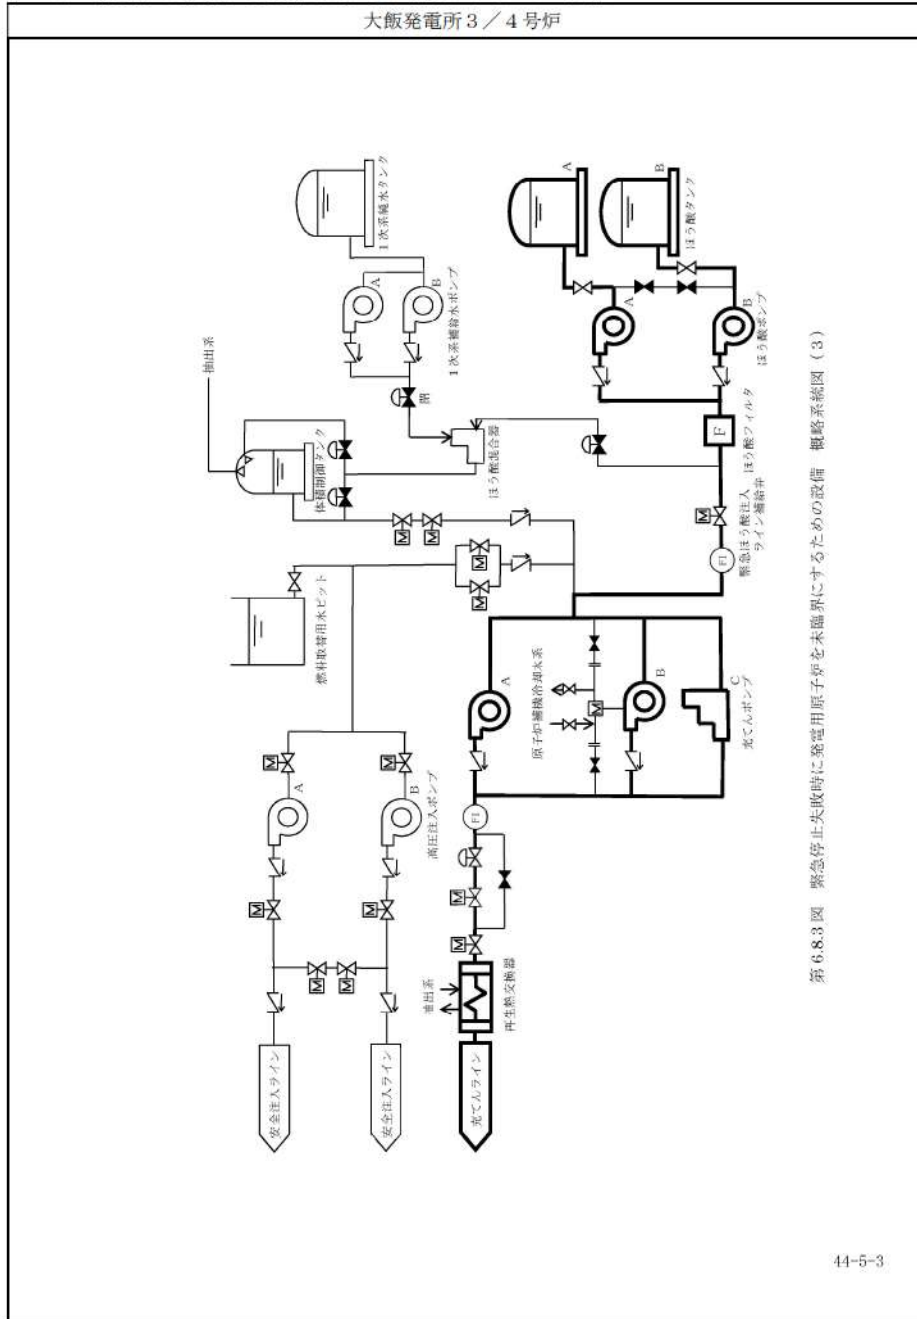 大飯発電所3／4号炉
抽出系
体積制御タンク
1次系純水タンク
A
B
1次系補給水ポンプ
閉
ほう酸混合器
燃料取替用水ピット
A
B
ほう酸タンク
A
B
ほう酸ポンプ
F
ほう酸フィルタ
M
緊急ほう酸注入
ライン補給弁
FI
M
M
M
M
M
A
M
B
高圧注入ポンプ
M
M
M
M
安全注入ライン
安全注入ライン
A
原子炉補機冷却水系
M
B
C
充てんポンプ
FI
M
M
抽出系
再生熱交換器
充てんライン
第6.8.3図 緊急停止失敗時に発電用原子炉を未臨界にするための設備 概略系統図（3）
44-5-3